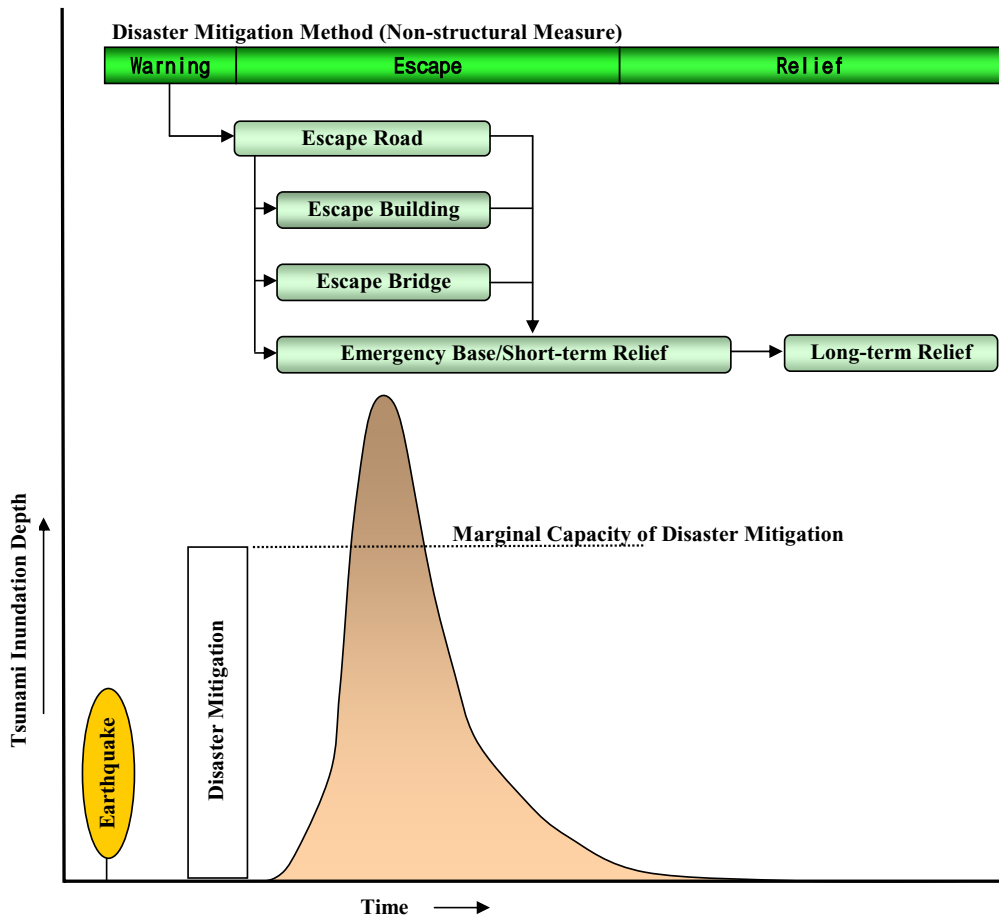 Disaster Mitigation Method (Non-structural Measure)
Warning
Escape
Relief
Escape Road
Escape Building
Escape Bridge
Emergency Base/Short-term Relief
Long-term Relief
Marginal Capacity of Disaster Mitigation
Tsunami Inundation Depth
Disaster Mitigation
Earthquake
Time